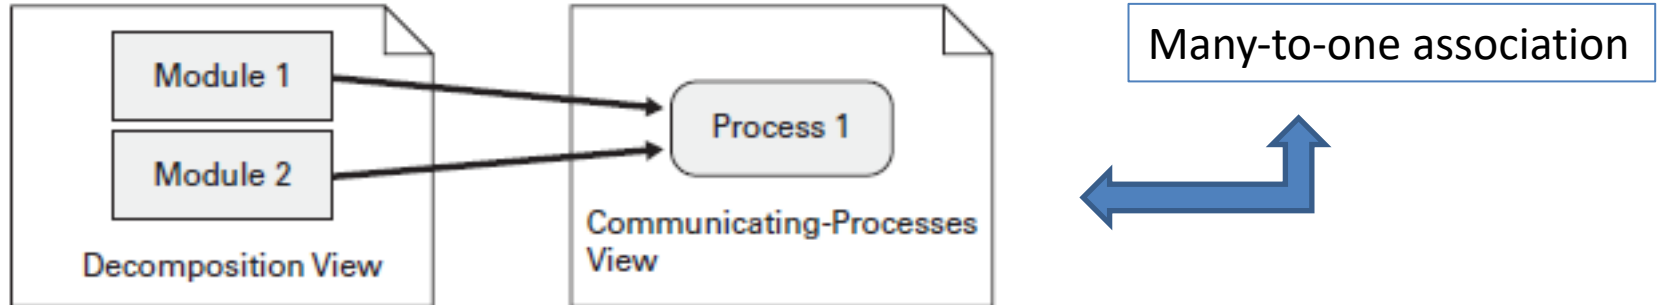 Module 1
Module 2
Decomposition View
Process 1
Communicating-Processes
View
Many-to-one association